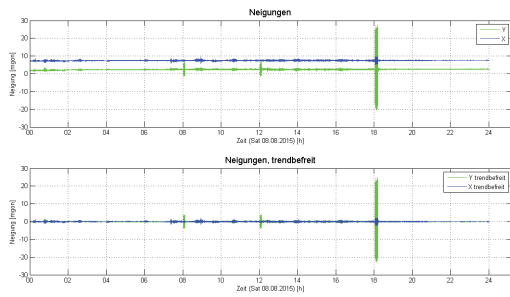 Neigungen
30
20
10
0
-10
-20
-30
Neigung [mgon]
Y
X
00 02 04 06 08 10 12 14 16 18 20 22 24
Zeit (Sat 08.08.2015) [h]
Neigungen, trendbefreit
30
20
10
0
-10
-20
-30
Neigung [mgon]
Y trendbefreit
X trendbefreit
00 02 04 06 08 10 12 14 16 18 20 22 24
Zeit (Sat 08.08.2015) [h]